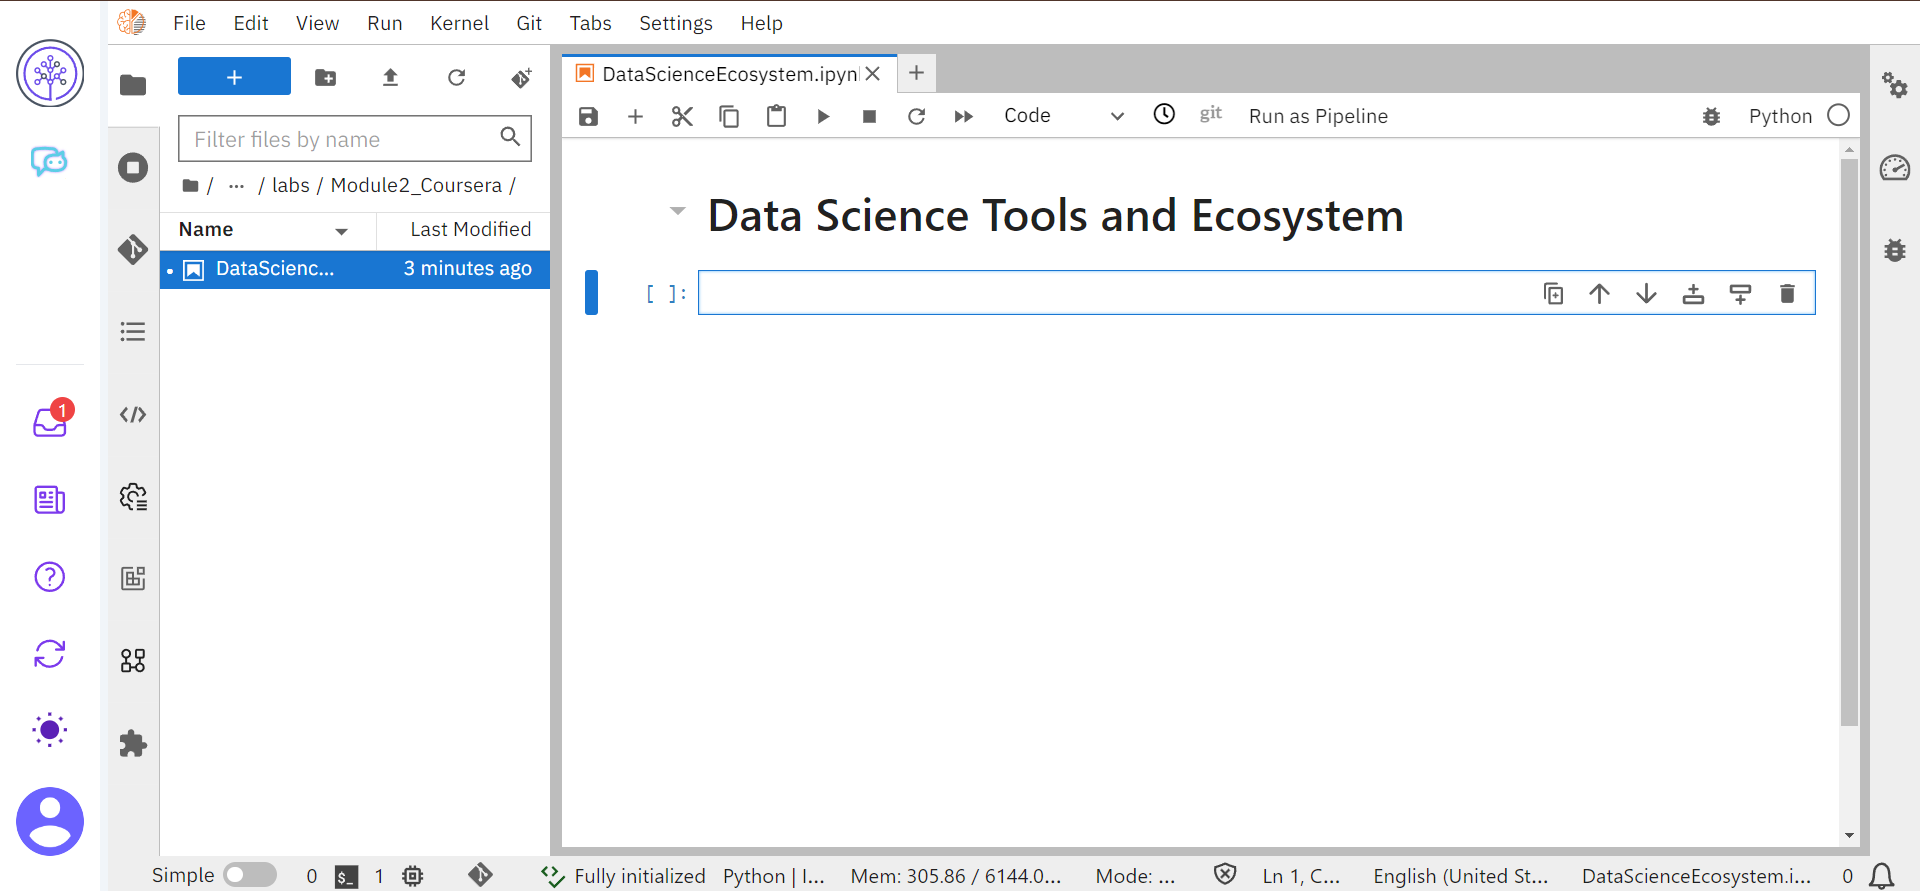 File Edit View Run Kernel Git Tabs Settings Help
DataScienceEcosystem.ipyn
Filter files by name
Code
git
Run as Pipeline
Python
/ ... / labs / Module2_Coursera /
Name Last Modified
DataScienc... 3 minutes ago
Data Science Tools and Ecosystem
[ ]:
1
Simple 0 $_ 1 Fully initialized Python | I... Mem: 305.86 / 6144.0... Mode: ... Ln 1, C... English (United St... DataScienceEcosystem.i... 0